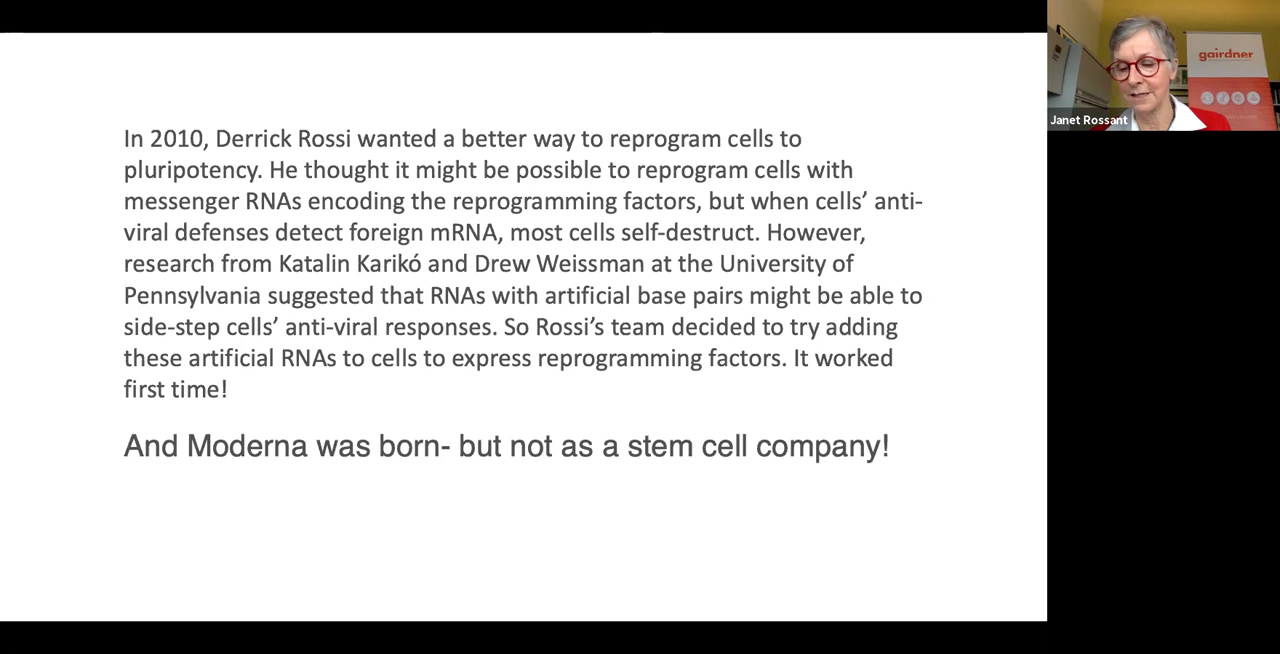 In 2010, Derrick Rossi wanted a better way to reprogram cells to
pluripotency. He thought it might be possible to reprogram cells with
messenger RNAs encoding the reprogramming factors, but when cells’ anti-
viral defenses detect foreign mRNA, most cells self-destruct. However,
research from Katalin Karikó and Drew Weissman at the University of
Pennsylvania suggested that RNAs with artificial base pairs might be able to
side-step cells’ anti-viral responses. So Rossi’s team decided to try adding
these artificial RNAs to cells to express reprogramming factors. It worked
first time!
And Moderna was born- but not as a stem cell company!
gairdner
Janet Rossant